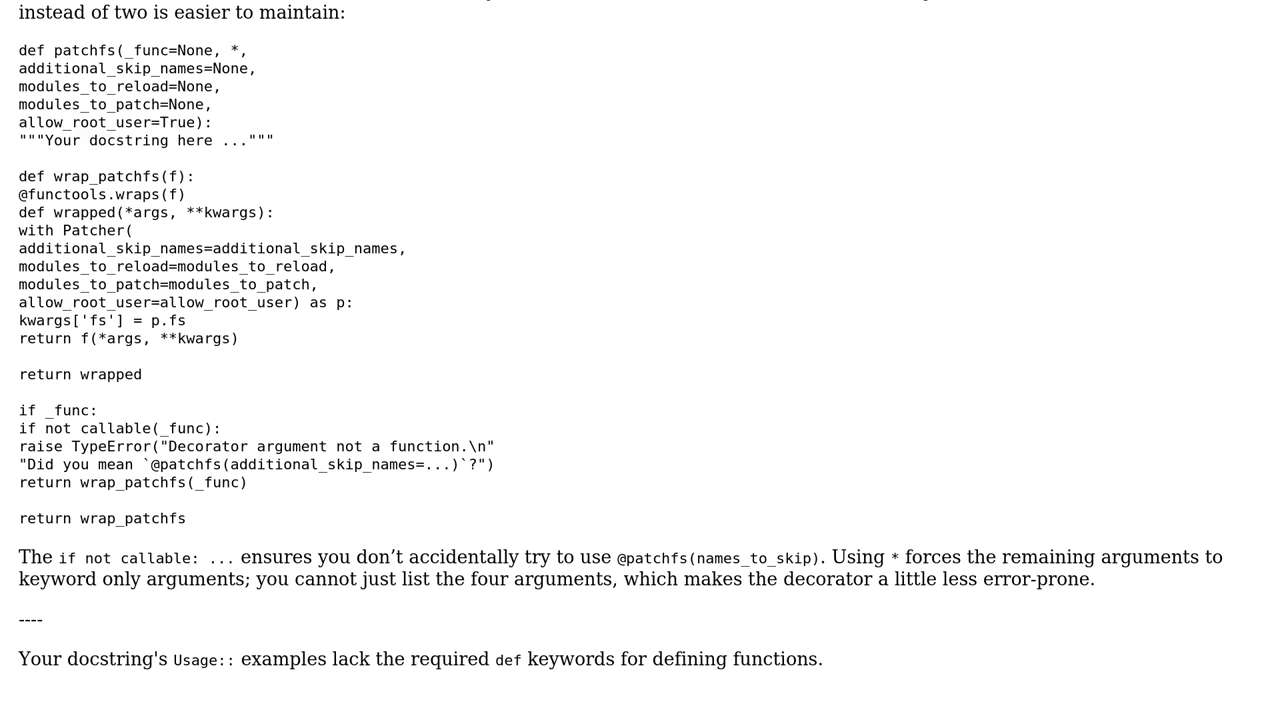 instead of two is easier to maintain:
def patchfs(_func=None, *,
additional_skip_names=None,
modules_to_reload=None,
modules_to_patch=None,
allow_root_user=True):
"""Your docstring here ..."""
def wrap_patchfs(f):
@functools.wraps(f)
def wrapped(*args, **kwargs):
with Patcher(
additional_skip_names=additional_skip_names,
modules_to_reload=modules_to_reload,
modules_to_patch=modules_to_patch,
allow_root_user=allow_root_user) as p:
kwargs['fs'] = p.fs
return f(*args, **kwargs)
return wrapped
if _func:
if not callable(_func):
raise TypeError("Decorator argument not a function.\n"
"Did you mean `@patchfs(additional_skip_names=...)`?")
return wrap_patchfs(_func)
return wrap_patchfs
The if not callable: ... ensures you don’t accidentally try to use @patchfs(names_to_skip). Using * forces the remaining arguments to
keyword only arguments; you cannot just list the four arguments, which makes the decorator a little less error-prone.
----
Your docstring's Usage:: examples lack the required def keywords for defining functions.